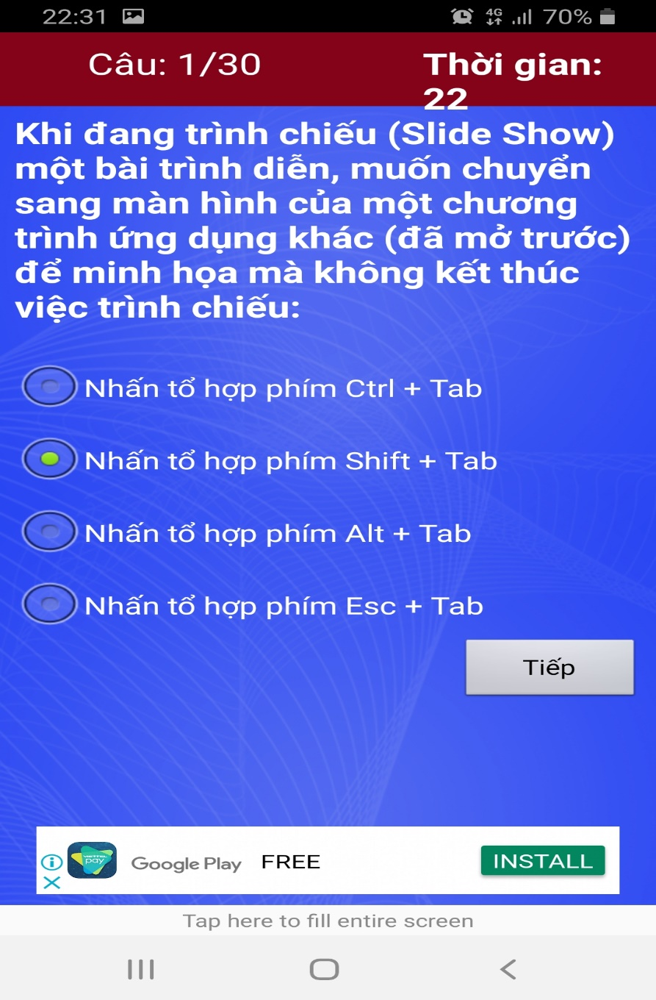 22:31 4G 70%
Câu: 1/30
Thời gian:
22
Khi đang trình chiếu (Slide Show)
một bài trình diễn, muốn chuyển
sang màn hình của một chương
trình ứng dụng khác (đã mở trước)
để minh họa mà không kết thúc
việc trình chiếu:
Nhấn tổ hợp phím Ctrl + Tab
Nhấn tổ hợp phím Shift + Tab
Nhấn tổ hợp phím Alt + Tab
Nhấn tổ hợp phím Esc + Tab
Tiếp
VIETTEL
pay
Google Play FREE
INSTALL
Tap here to fill entire screen